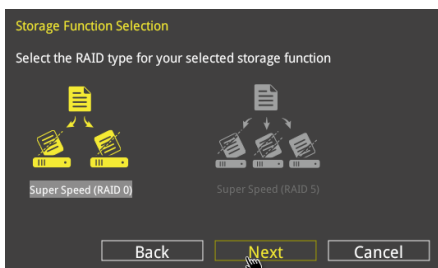 Storage Function Selection
Select the RAID type for your selected storage function
Super Speed (RAID 0)
Super Speed (RAID 5)
Back
Next
Cancel